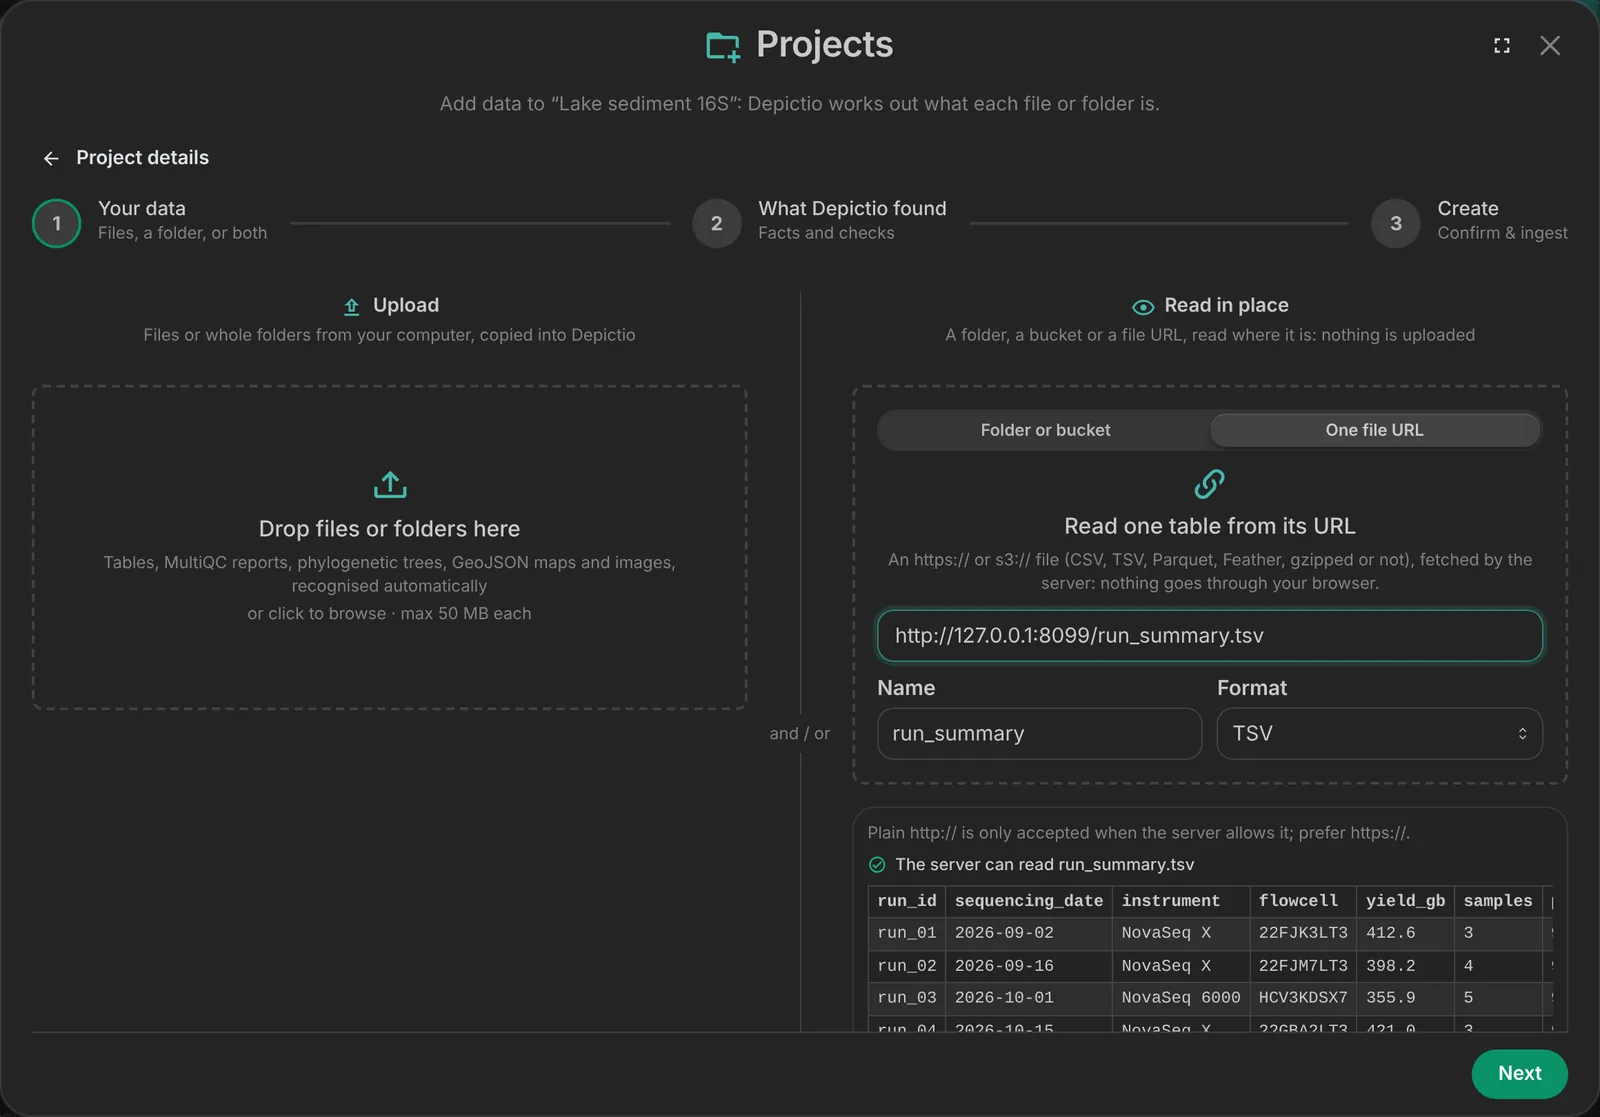 Projects
Add data to “Lake sediment 16S”: Depictio works out what each file or folder is.
Project details
1
Your data
Files, a folder, or both
2
What Depictio found
Facts and checks
3
Create
Confirm & ingest
Upload
Files or whole folders from your computer, copied into Depictio
Drop files or folders here
Tables, MultiQC reports, phylogenetic trees, GeoJSON maps and images,
recognised automatically
or click to browse · max 50 MB each
and / or
Read in place
A folder, a bucket or a file URL, read where it is: nothing is uploaded
Folder or bucket
One file URL
Read one table from its URL
An https:// or s3:// file (CSV, TSV, Parquet, Feather, gzipped or not), fetched by the
server: nothing goes through your browser.
http://127.0.0.1:8099/run_summary.tsv
Name
Format
run_summary
TSV
Plain http:// is only accepted when the server allows it; prefer https://.
The server can read run_summary.tsv
run_id sequencing_date instrument flowcell yield_gb samples
run_01 2026-09-02 NovaSeq X 22FJK3LT3 412.6 3
run_02 2026-09-16 NovaSeq X 22FJM7LT3 398.2 4
run_03 2026-10-01 NovaSeq 6000 HCV3KDSX7 355.9 5
run_04 2026-10-15 NovaSeq X 22GBA2LT3 421.0 3
Next